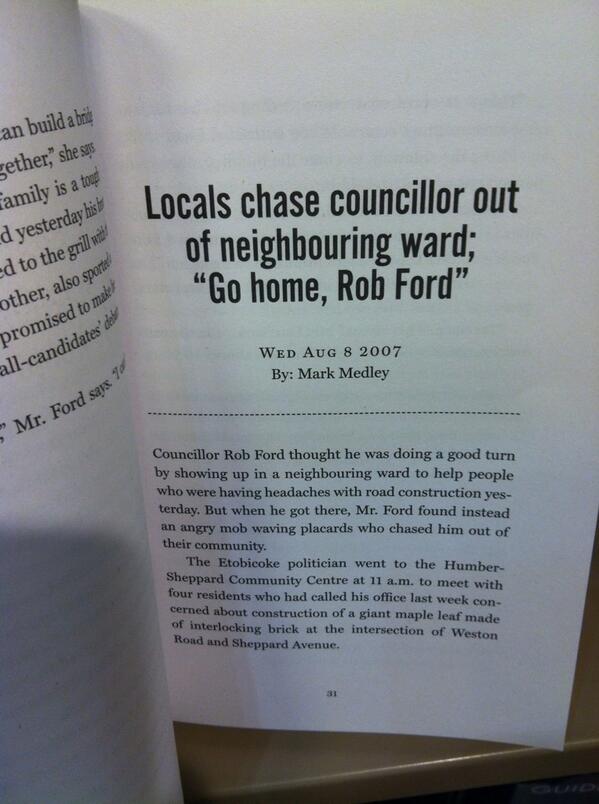 can build a bridge
gether," she says
family is a tough
d yesterday his
ed to the grill with
other, also sported
promised to make
all-candidates' debate
," Mr. Ford says. "I
Locals chase councillor out
of neighbouring ward;
"Go home, Rob Ford"
WED AUG 8 2007
By: Mark Medley
Councillor Rob Ford thought he was doing a good turn
by showing up in a neighbouring ward to help people
who were having headaches with road construction yes-
terday. But when he got there, Mr. Ford found instead
an angry mob waving placards who chased him out of
their community.
The Etobicoke politician went to the Humber-
Sheppard Community Centre at 11 a.m. to meet with
four residents who had called his office last week con-
cerned about construction of a giant maple leaf made
of interlocking brick at the intersection of Weston
Road and Sheppard Avenue.
31
GUID